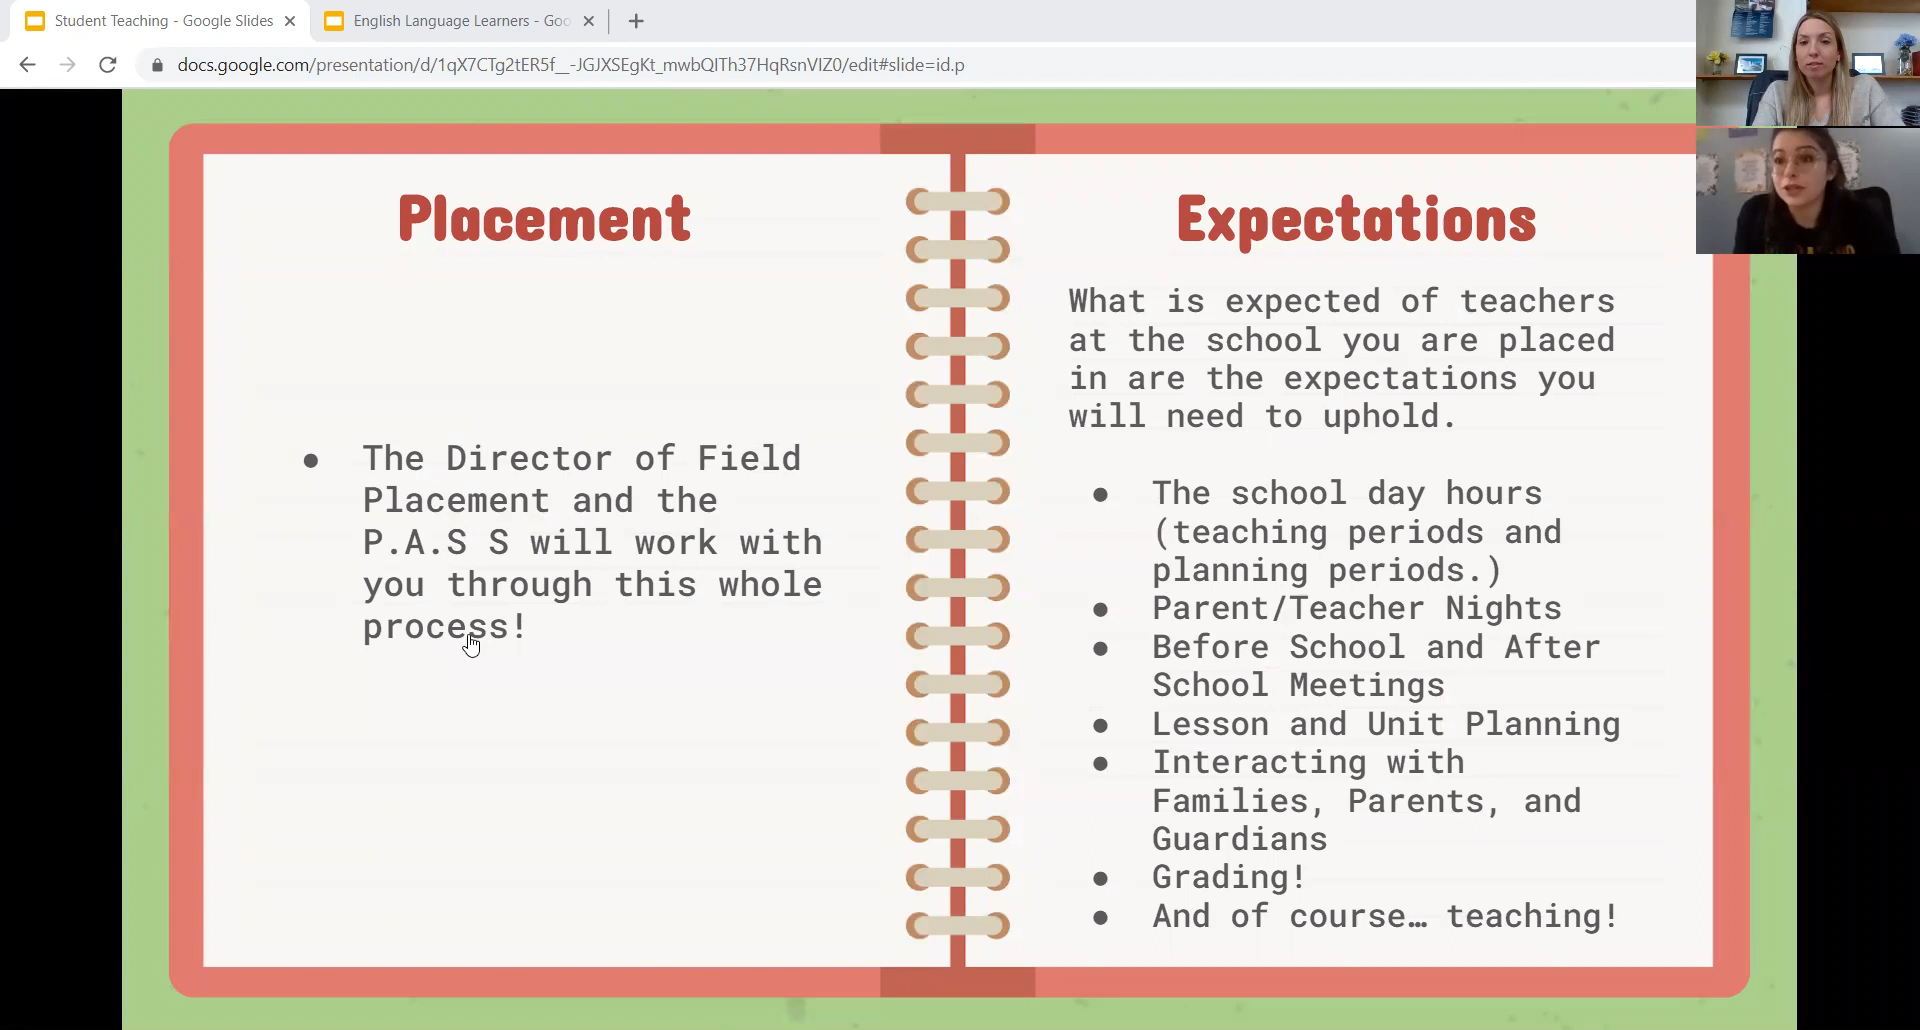 Student Teaching - Google Slides
English Language Learners - Goo
docs.google.com/presentation/d/1qX7CTg2tER5f__-JGJXSEgKt_mwbQITh37HqRsnVIZ0/edit#slide=id.p
Placement
The Director of Field
Placement and the
P.A.S S will work with
you through this whole
process!
Expectations
What is expected of teachers
at the school you are placed
in are the expectations you
will need to uphold.
The school day hours
(teaching periods and
planning periods.)
Parent/Teacher Nights
Before School and After
School Meetings
Lesson and Unit Planning
Interacting with
Families, Parents, and
Guardians
Grading!
And of course… teaching!